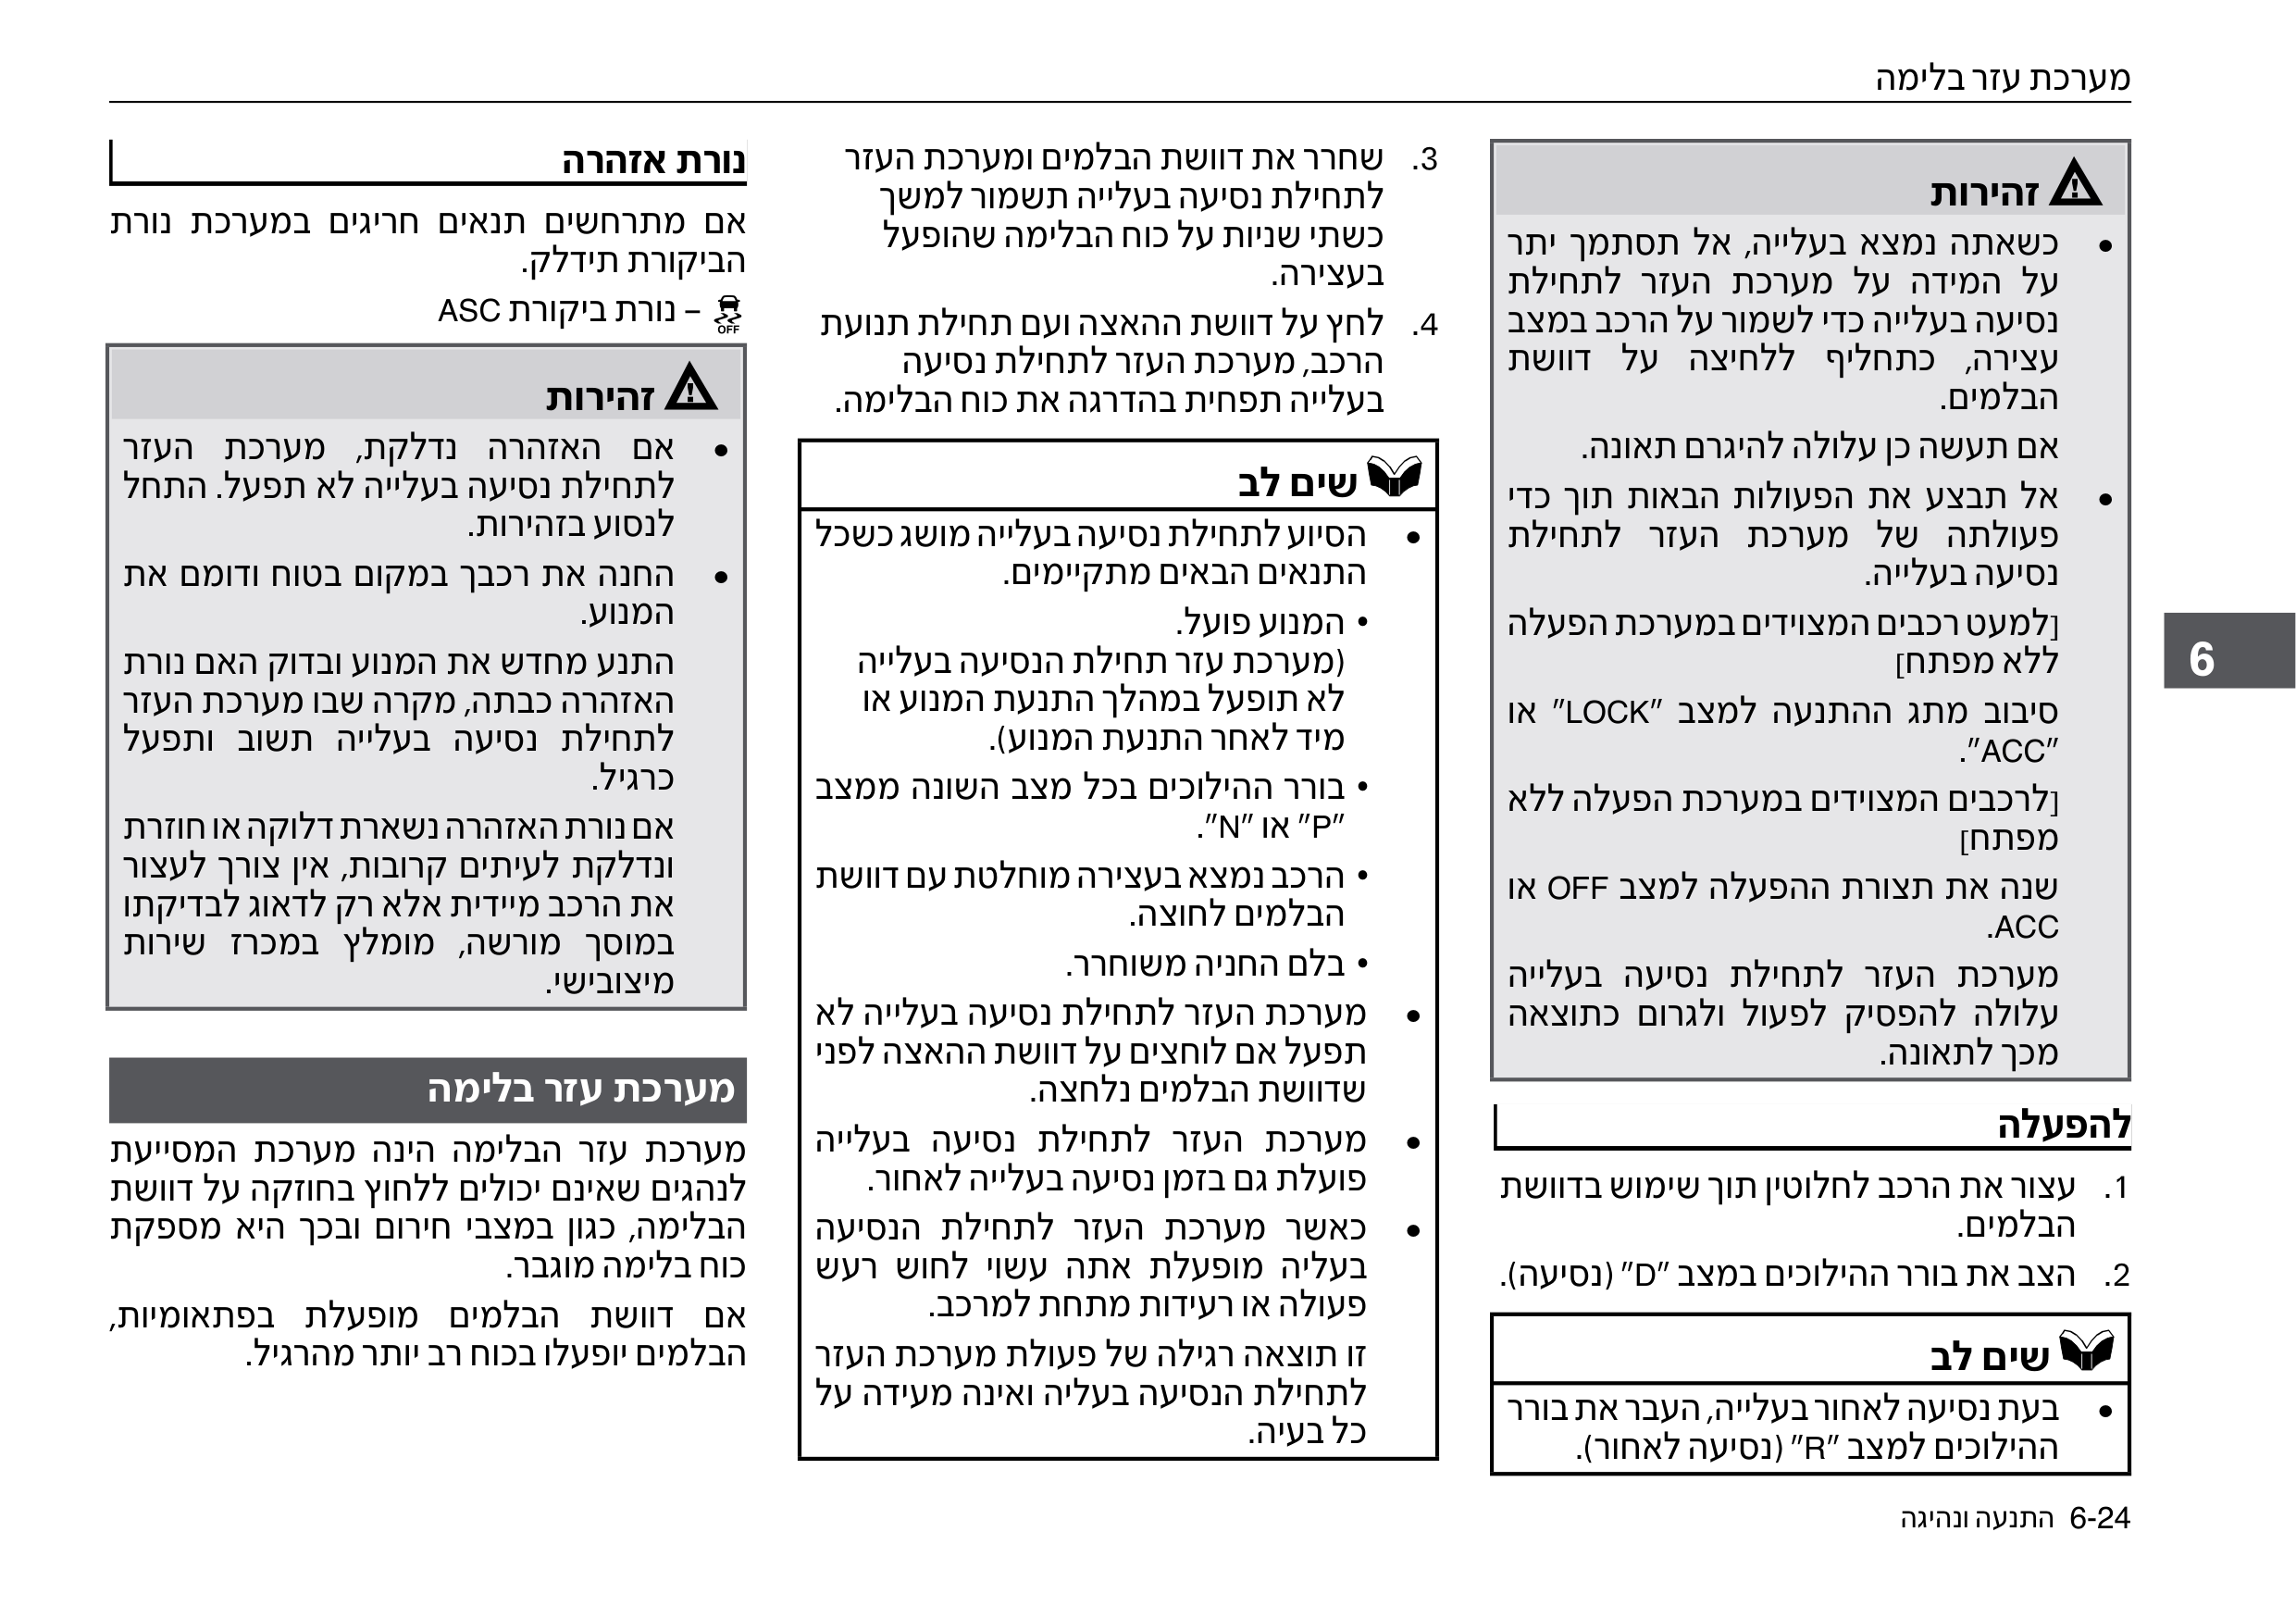 מערכת עזר בלימה
זהירות
• כשאתה נמצא בעלייה, אל תסתמך יתר
על המידה על מערכת העזר לתחילת
נסיעה בעלייה כדי לשמור על הרכב במצב
עצירה, כתחליף ללחיצה על דוושת
הבלמים.
אם תעשה כן עלולה להיגרם תאונה.
• אל תבצע את הפעולות הבאות תוך כדי
פעולתה של מערכת העזר לתחילת
נסיעה בעלייה.
[למעט רכבים המצוידים במערכת הפעלה
ללא מפתח]
סיבוב מתג ההתנעה למצב "LOCK" או
"ACC".
[לרכבים המצוידים במערכת הפעלה ללא
מפתח]
שנה את תצורת ההפעלה למצב OFF או
ACC.
מערכת העזר לתחילת נסיעה בעלייה
עלולה להפסיק לפעול ולגרום כתוצאה
מכך לתאונה.
להפעלה
1. עצור את הרכב לחלוטין תוך שימוש בדוושת
הבלמים.
2. הצב את בורר ההילוכים במצב "D" (נסיעה).
שים לב
• בעת נסיעה לאחור בעלייה, העבר את בורר
ההילוכים למצב "R" (נסיעה לאחור).
3. שחרר את דוושת הבלמים ומערכת העזר
לתחילת נסיעה בעלייה תשמור למשך
כשתי שניות על כוח הבלימה שהופעל
בעצירה.
4. לחץ על דוושת ההאצה ועם תחילת תנועת
הרכב, מערכת העזר לתחילת נסיעה
בעלייה תפחית בהדרגה את כוח הבלימה.
שים לב
• הסיוע לתחילת נסיעה בעלייה מושג כשכל
התנאים הבאים מתקיימים.
• המנוע פועל.
(מערכת עזר תחילת הנסיעה בעלייה
לא תופעל במהלך התנעת המנוע או
מיד לאחר התנעת המנוע).
• בורר ההילוכים בכל מצב השונה ממצב
"P" או "N".
• הרכב נמצא בעצירה מוחלטת עם דוושת
הבלמים לחוצה.
• בלם החניה משוחרר.
• מערכת העזר לתחילת נסיעה בעלייה לא
תפעל אם לוחצים על דוושת ההאצה לפני
שדוושת הבלמים נלחצה.
• מערכת העזר לתחילת נסיעה בעלייה
פועלת גם בזמן נסיעה בעלייה לאחור.
• כאשר מערכת העזר לתחילת הנסיעה
בעליה מופעלת אתה עשוי לחוש רעש
פעולה או רעידות מתחת למרכב.
זו תוצאה רגילה של פעולת מערכת העזר
לתחילת הנסיעה בעליה ואינה מעידה על
כל בעיה.
נורת אזהרה
אם מתרחשים תנאים חריגים במערכת נורת
הביקורת תידלק.
OFF – נורת ביקורת ASC
זהירות
• אם האזהרה נדלקת, מערכת העזר
לתחילת נסיעה בעלייה לא תפעל. התחל
לנסוע בזהירות.
• החנה את רכבך במקום בטוח ודומם את
המנוע.
התנע מחדש את המנוע ובדוק האם נורת
האזהרה כבתה, מקרה שבו מערכת העזר
לתחילת נסיעה בעלייה תשוב ותפעל
כרגיל.
אם נורת האזהרה נשארת דלוקה או חוזרת
ונדלקת לעיתים קרובות, אין צורך לעצור
את הרכב מיידית אלא רק לדאוג לבדיקתו
במוסך מורשה, מומלץ במכרז שירות
מיצובישי.
מערכת עזר בלימה
מערכת עזר הבלימה הינה מערכת המסייעת
לנהגים שאינם יכולים ללחוץ בחוזקה על דוושת
הבלימה, כגון במצבי חירום ובכך היא מספקת
כוח בלימה מוגבר.
אם דוושת הבלמים מופעלת בפתאומיות,
הבלמים יופעלו בכוח רב יותר מהרגיל.
6
6-24 התנעה ונהיגה